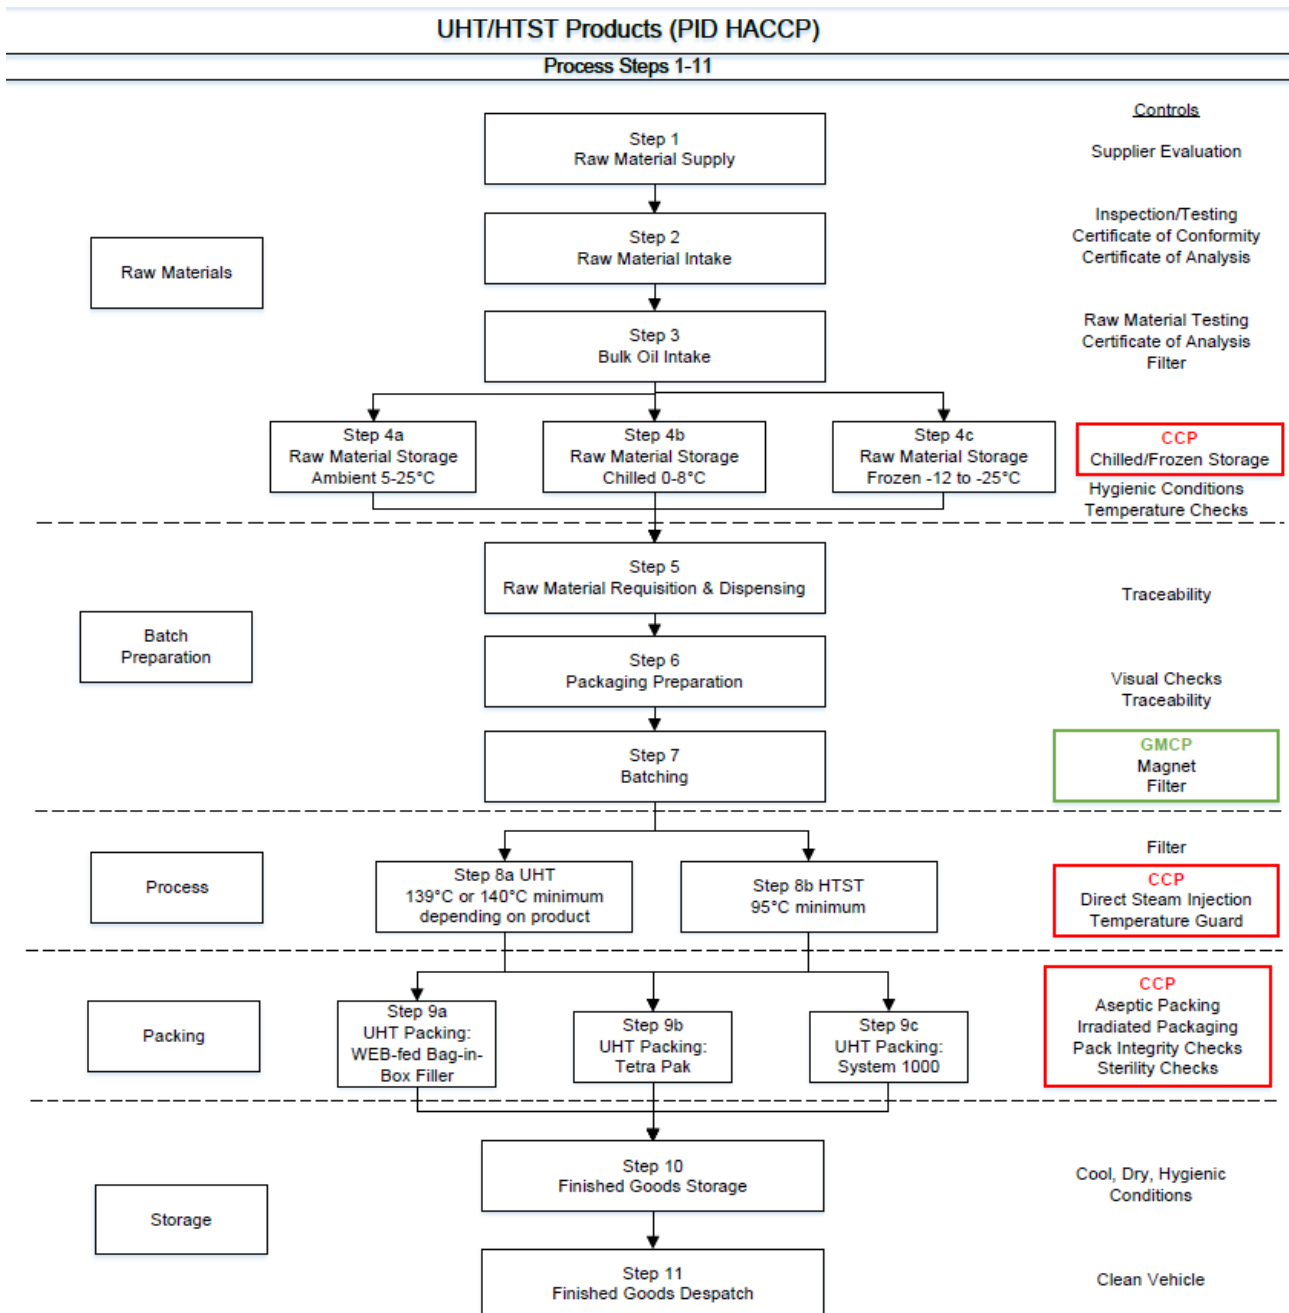 UHT/HTST Products (PID HACCP)
Process Steps 1-11
Controls
Step 1
Raw Material Supply
Supplier Evaluation
Raw Materials
Step 2
Raw Material Intake
Inspection/Testing
Certificate of Conformity
Certificate of Analysis
Step 3
Bulk Oil Intake
Raw Material Testing
Certificate of Analysis
Filter
Step 4a
Raw Material Storage
Ambient 5-25°C
Step 4b
Raw Material Storage
Chilled 0-8°C
Step 4c
Raw Material Storage
Frozen -12 to -25°C
CCP
Chilled/Frozen Storage
Hygienic Conditions
Temperature Checks
Batch
Preparation
Step 5
Raw Material Requisition & Dispensing
Traceability
Step 6
Packaging Preparation
Visual Checks
Traceability
Step 7
Batching
GMCP
Magnet
Filter
Process
Step 8a UHT
139°C or 140°C minimum
depending on product
Step 8b HTST
95°C minimum
Filter
CCP
Direct Steam Injection
Temperature Guard
Packing
Step 9a
UHT Packing:
WEB-fed Bag-in-
Box Filler
Step 9b
UHT Packing:
Tetra Pak
Step 9c
UHT Packing:
System 1000
CCP
Aseptic Packing
Irradiated Packaging
Pack Integrity Checks
Sterility Checks
Storage
Step 10
Finished Goods Storage
Cool, Dry, Hygienic
Conditions
Step 11
Finished Goods Despatch
Clean Vehicle